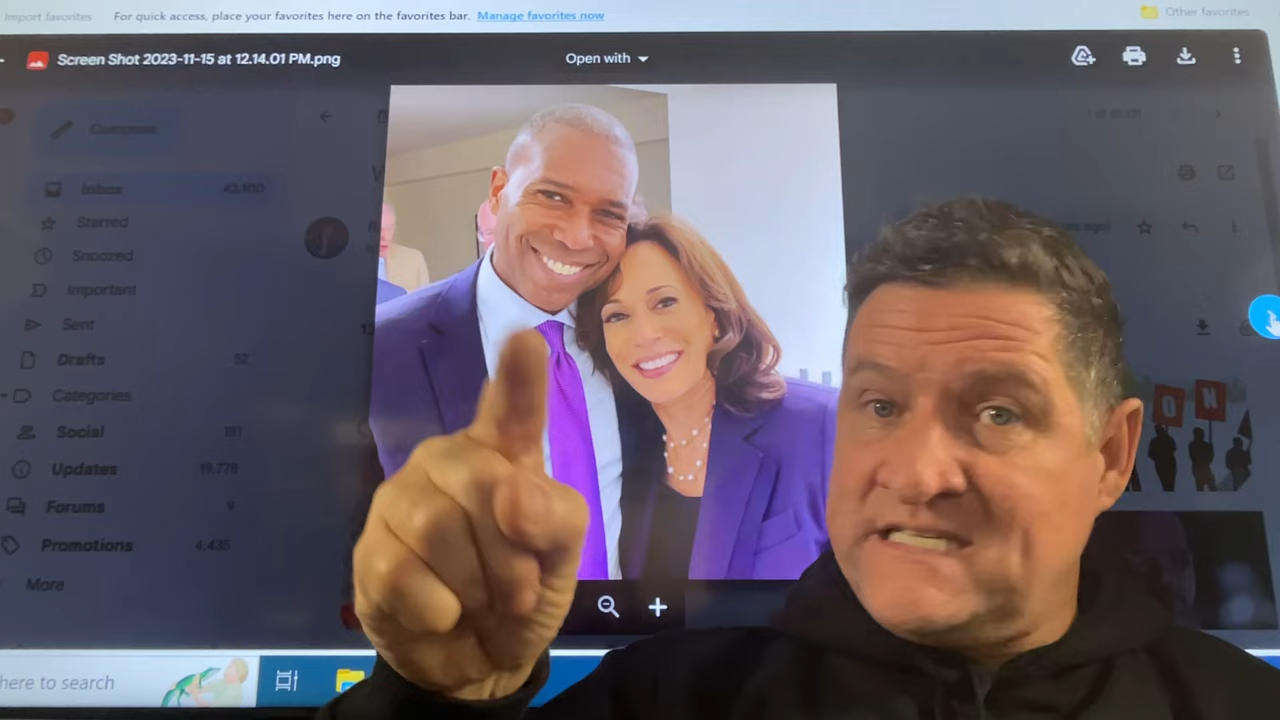 Import favorites For quick access, place your favorites here on the favorites bar. Manage favorites now Other favorites
Screen Shot 2023-11-15 at 12.14.01 PM.png Open with
Compose
Inbox 43,100
Starred
Snoozed
Important
Sent
Drafts 52
Categories
Social 191
Updates 19,778
Forums 9
Promotions 4,435
More
ago)
O N
here to search